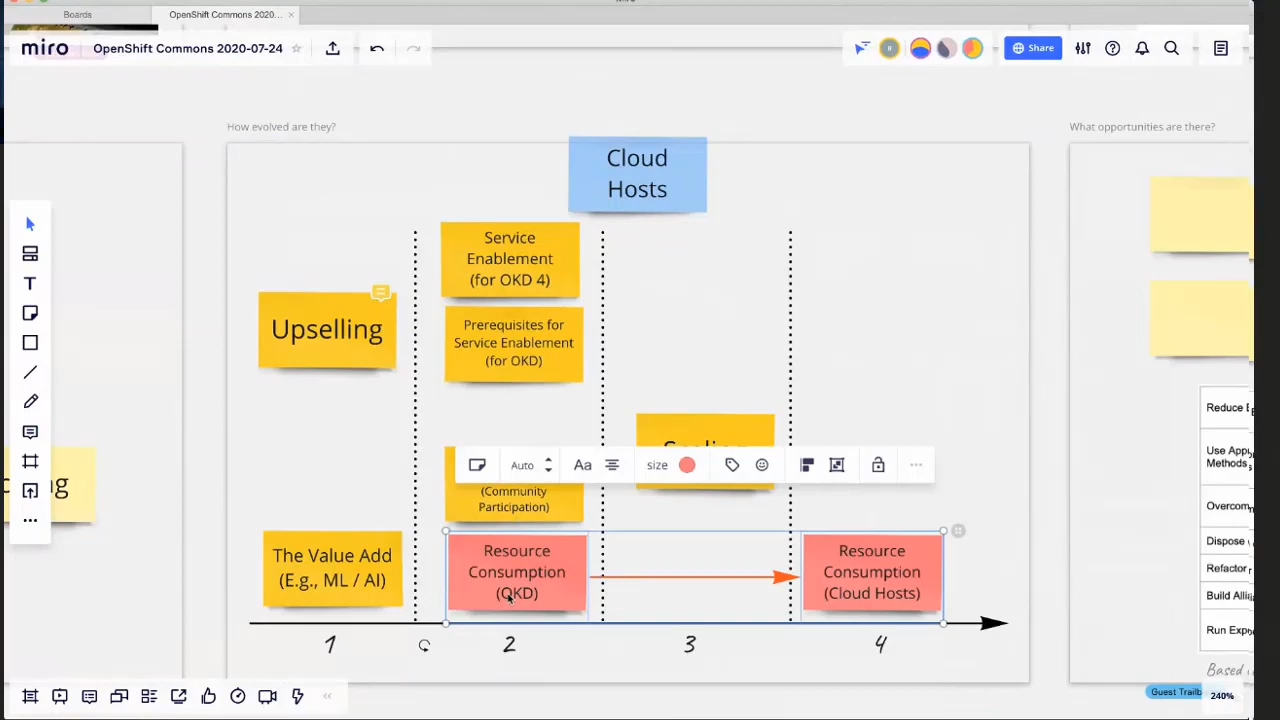 Boards
OpenShift Commons 2020...
miro
OpenShift Commons 2020-07-24
Share
How evolved are they?
What opportunities are there?
Cloud
Hosts
Service
Enablement
(for OKD 4)
Upselling
Prerequisites for
Service Enablement
(for OKD)
Reduce
Use App
Methods
Auto
Aa
size
(Community
Participation)
Overcom
Dispose
Refactor
Build Alli
Run Exp
The Value Add
(E.g., ML / AI)
Resource
Consumption
(OKD)
Resource
Consumption
(Cloud Hosts)
1
2
3
4
Based
Guest Trailb
240%